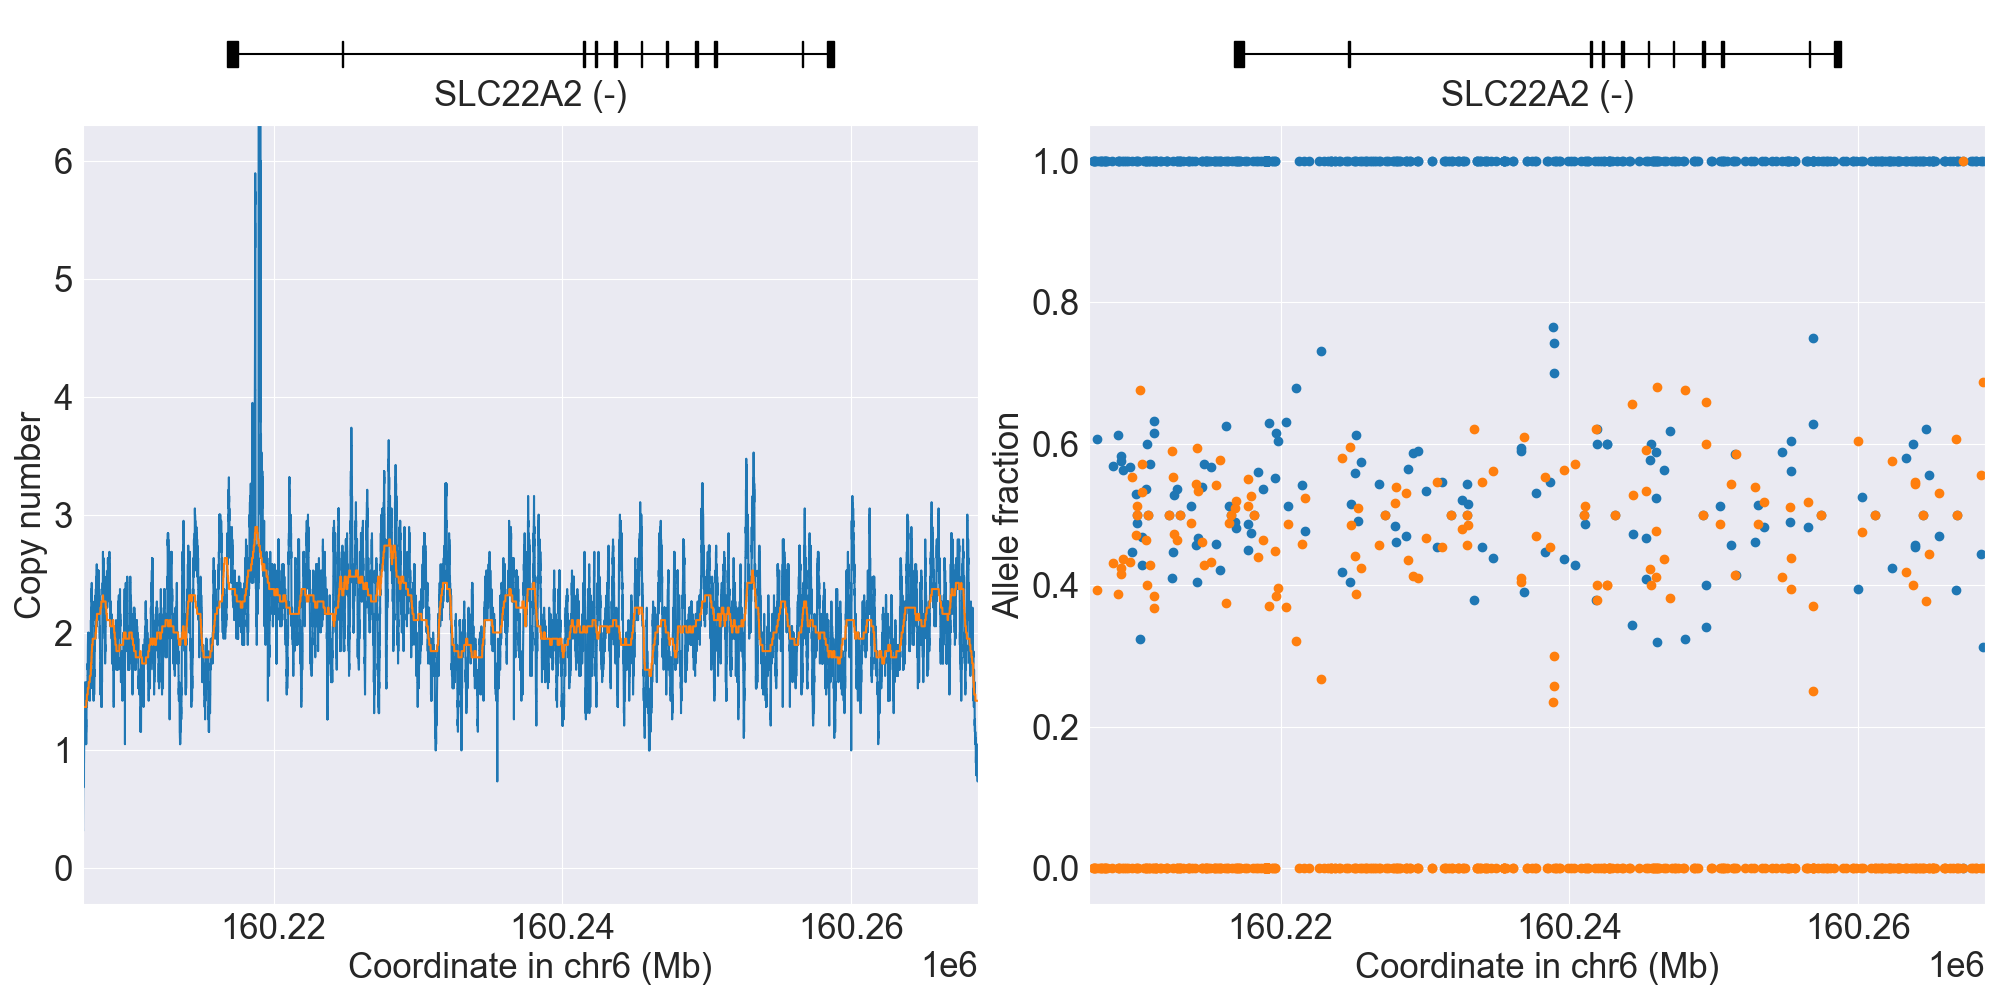 SLC22A2 (-)
6
5
4
3
2
1
0
Copy number
160.22 160.24 160.26
Coordinate in chr6 (Mb)
1e6
SLC22A2 (-)
1.0
0.8
0.6
0.4
0.2
0.0
Allele fraction
160.22 160.24 160.26
Coordinate in chr6 (Mb)
1e6